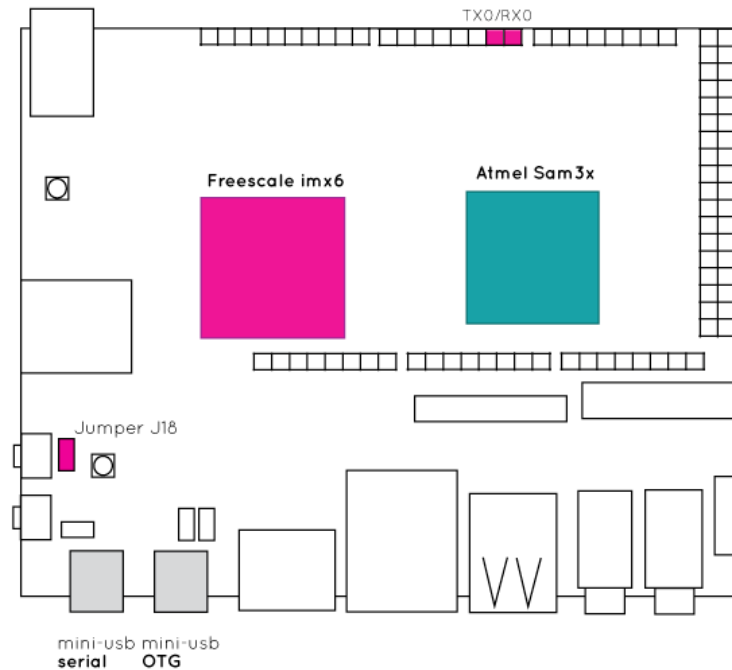 TX0/RX0
Freescale imx6
Atmel Sam3x
Jumper J18
mini-usb mini-usb
serial OTG